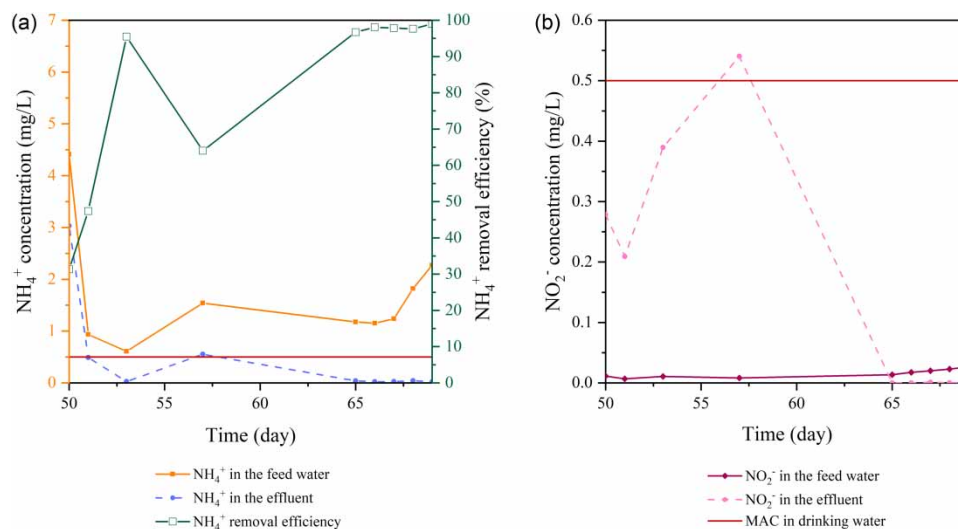 (a)
NH₄⁺ concentration (mg/L)
7
6
5
4
3
2
1
0
50
55
60
65
Time (day)
100
90
80
70
60
50
40
30
20
10
0
NH₄⁺ removal efficiency (%)
NH₄⁺ in the feed water
NH₄⁺ in the effluent
NH₄⁺ removal efficiency
(b)
NO₂⁻ concentration (mg/L)
0.6
0.5
0.4
0.3
0.2
0.1
0.0
50
55
60
65
Time (day)
NO₂⁻ in the feed water
NO₂⁻ in the effluent
MAC in drinking water